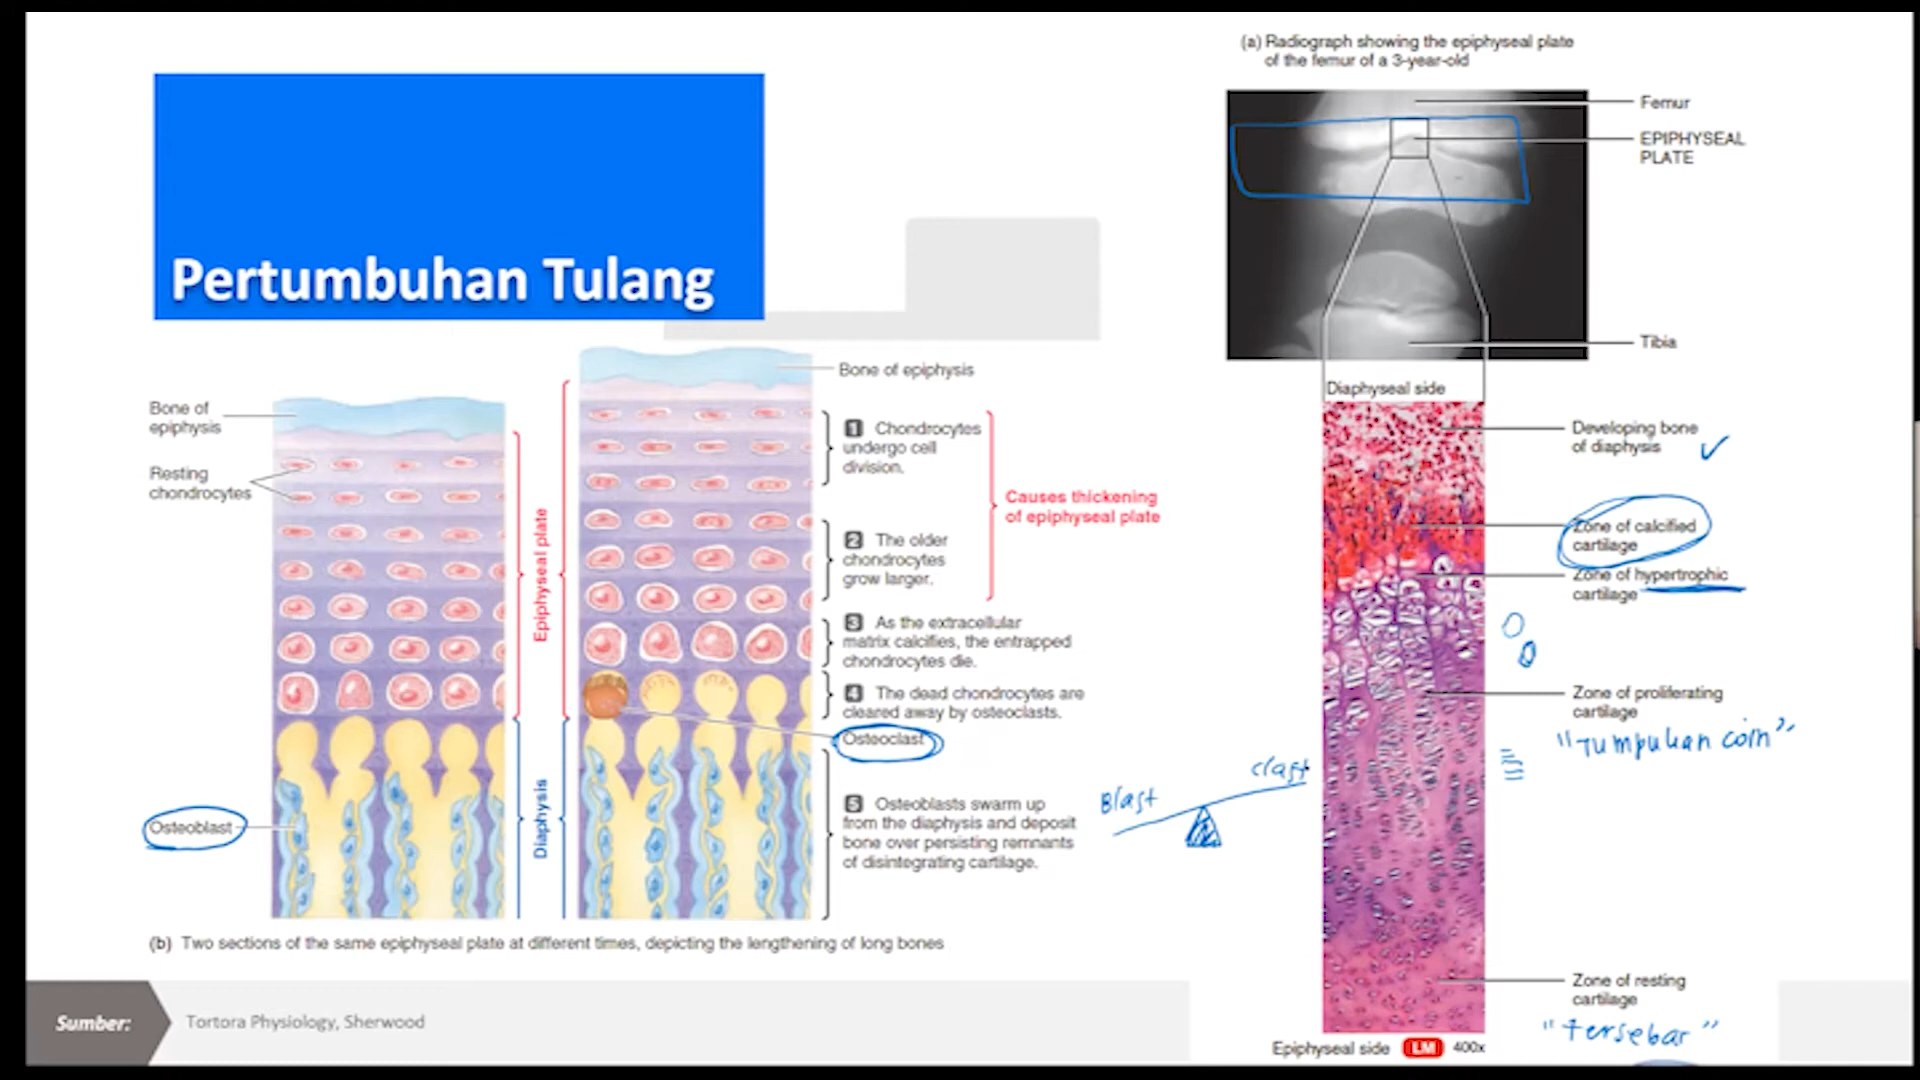 Pertumbuhan Tulang
Bone of
epiphysis
Resting
chondrocytes
Osteoblast
Epiphyseal plate
Diaphysis
Bone of epiphysis
1 Chondrocytes
undergo cell
division.
2 The older
chondrocytes
grow larger.
Causes thickening
of epiphyseal plate
3 As the extracellular
matrix calcifies, the entrapped
chondrocytes die.
4 The dead chondrocytes are
cleared away by osteoclasts.
Osteoclast
5 Osteoblasts swarm up
from the diaphysis and deposit
bone over persisting remnants
of disintegrating cartilage.
(b) Two sections of the same epiphyseal plate at different times, depicting the lengthening of long bones
Blast
clast
(a) Radiograph showing the epiphyseal plate
of the femur of a 3-year-old
Femur
EPIPHYSEAL
PLATE
Tibia
Diaphyseal side
Developing bone
of diaphysis
Zone of calcified
cartilage
Zone of hypertrophic
cartilage
Zone of proliferating
cartilage
"Tumpukan coin"
Zone of resting
cartilage
"tersebar"
Epiphyseal side LM 400x
Sumber:
Tortora Physiology, Sherwood